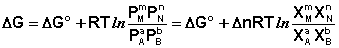 ΔG = ΔG° + RT ln P_M^m P_N^n / P_A^a P_B^b = ΔG° + ΔnRT ln X_M^m X_N^n / X_A^a X_B^b